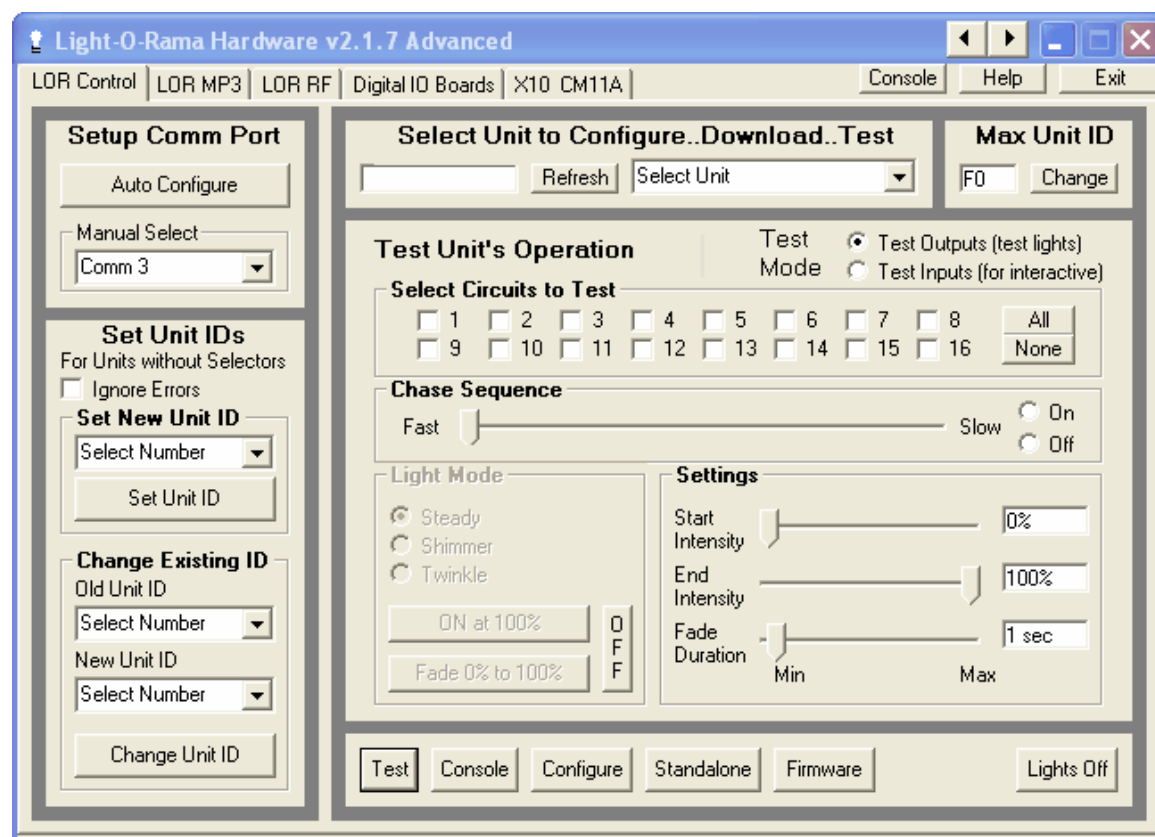 Light-O-Rama Hardware v2.1.7 Advanced
LOR Control LOR MP3 LOR RF Digital IO Boards X10 CM11A Console Help Exit
Setup Comm Port
Auto Configure
Manual Select
Comm 3
Set Unit IDs
For Units without Selectors
Ignore Errors
Set New Unit ID
Select Number
Set Unit ID
Change Existing ID
Old Unit ID
Select Number
New Unit ID
Select Number
Change Unit ID
Select Unit to Configure..Download..Test
Refresh Select Unit
Max Unit ID
F0 Change
Test Unit's Operation
Test Mode
Test Outputs (test lights)
Test Inputs (for interactive)
Select Circuits to Test
1 2 3 4 5 6 7 8 All
9 10 11 12 13 14 15 16 None
Chase Sequence
Fast Slow
On
Off
Light Mode
Steady
Shimmer
Twinkle
ON at 100%
Fade 0% to 100%
OFF
Settings
Start Intensity 0%
End Intensity 100%
Fade Duration 1 sec
Min Max
Test Console Configure Standalone Firmware Lights Off